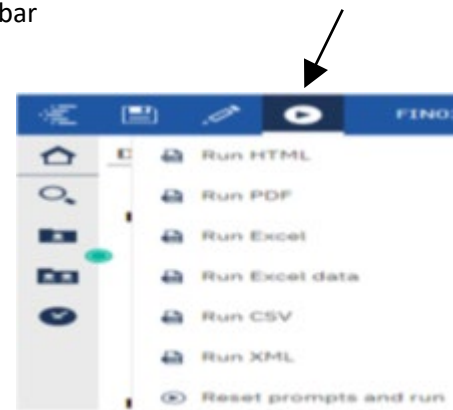 bar
FINO
Run HTML
Run PDF
Run Excel
Run Excel data
Run CSV
Run XML
Reset prompts and run